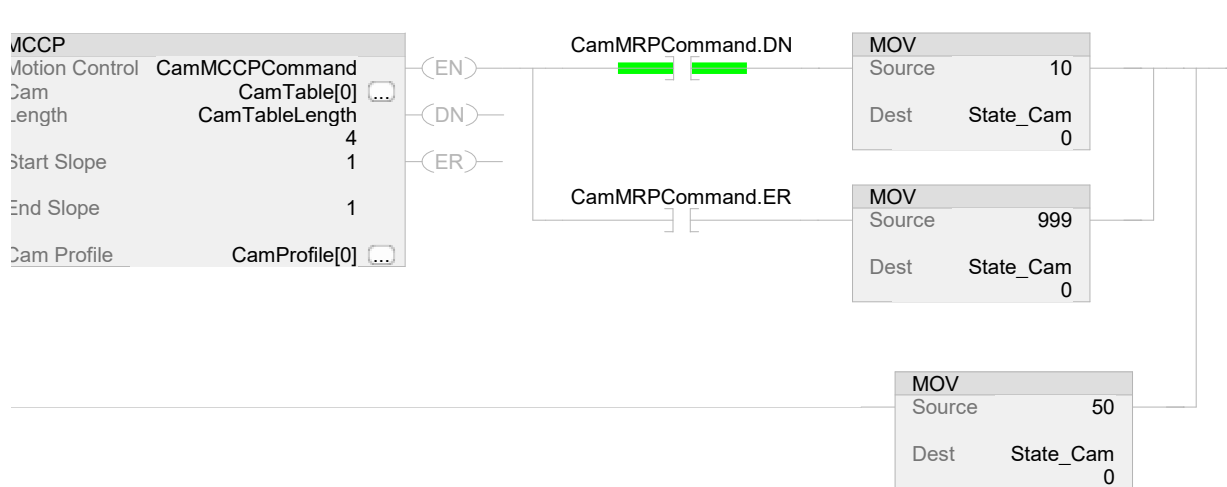 MCCP
Motion Control CamMCCPCommand
Cam CamTable[0] ...
Length CamTableLength
4
Start Slope 1
End Slope 1
Cam Profile CamProfile[0] ...
EN
DN
ER
CamMRPCommand.DN
MOV
Source 10
Dest State_Cam
0
CamMRPCommand.ER
MOV
Source 999
Dest State_Cam
0
MOV
Source 50
Dest State_Cam
0